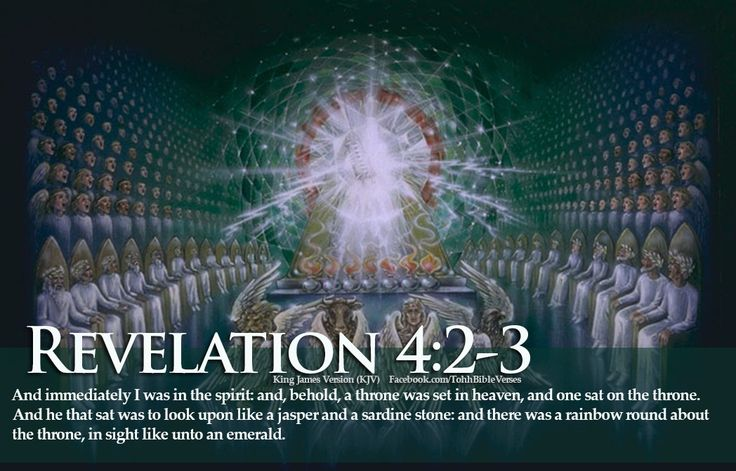 REVELATION 4:2-3
King James Version (KJV) Facebook.com/TohhBibleVerses
And immediately I was in the spirit: and, behold, a throne was set in heaven, and one sat on the throne.
And he that sat was to look upon like a jasper and a sardine stone: and there was a rainbow round about
the throne, in sight like unto an emerald.